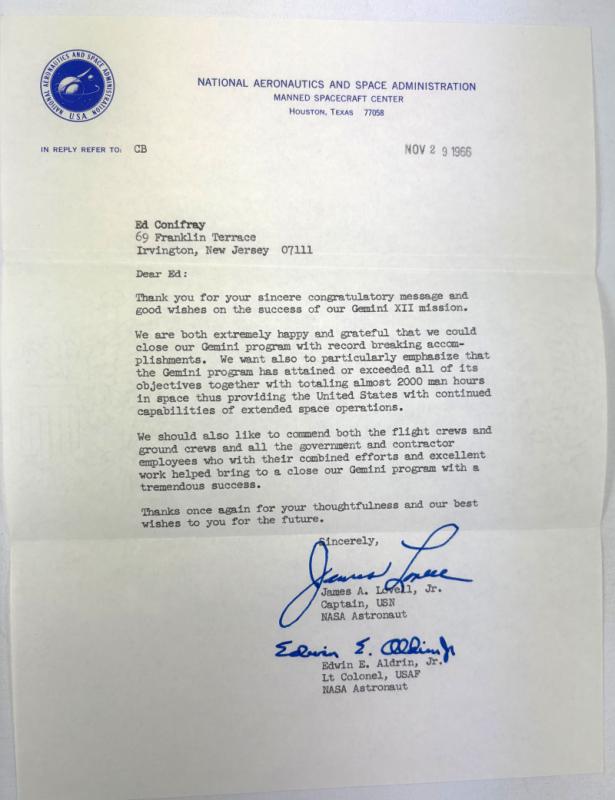 NATIONAL AERONAUTICS AND SPACE ADMINISTRATION
U.S.A.
NATIONAL AERONAUTICS AND SPACE ADMINISTRATION
MANNED SPACECRAFT CENTER
HOUSTON, TEXAS 77058
IN REPLY REFER TO: CB
NOV 29 1966
Ed Conifray
69 Franklin Terrace
Irvington, New Jersey 07111
Dear Ed:
Thank you for your sincere congratulatory message and
good wishes on the success of our Gemini XII mission.
We are both extremely happy and grateful that we could
close our Gemini program with record breaking accom-
plishments. We want also to particularly emphasize that
the Gemini program has attained or exceeded all of its
objectives together with totaling almost 2000 man hours
in space thus providing the United States with continued
capabilities of extended space operations.
We should also like to commend both the flight crews and
ground crews and all the government and contractor
employees who with their combined efforts and excellent
work helped bring to a close our Gemini program with a
tremendous success.
Thanks once again for your thoughtfulness and our best
wishes to you for the future.
Sincerely,
James Lovell
James A. Lovell, Jr.
Captain, USN
NASA Astronaut
Edwin E. Aldrin Jr
Edwin E. Aldrin, Jr.
Lt Colonel, USAF
NASA Astronaut